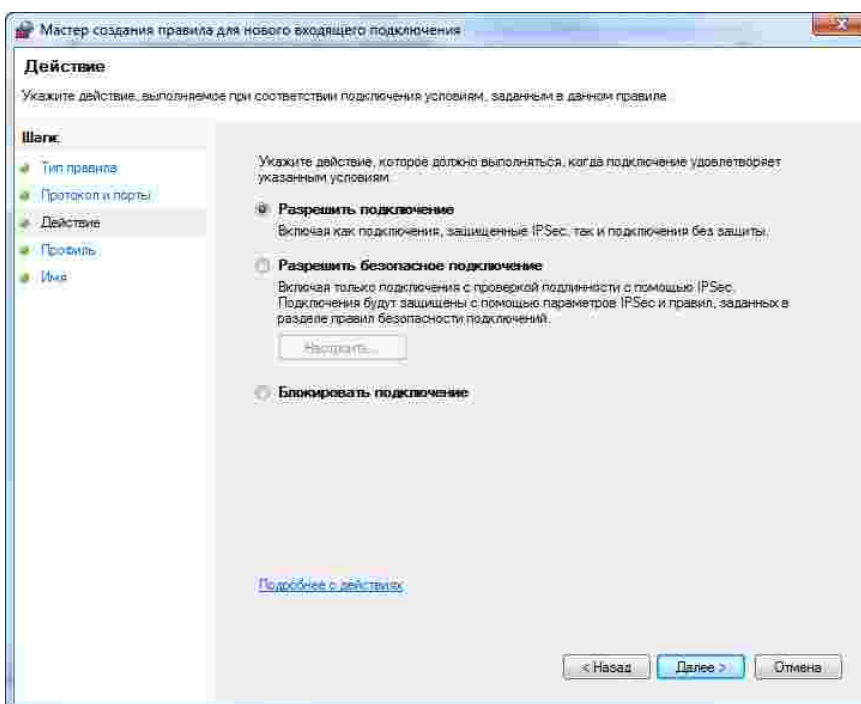 Мастер создания правила для нового входящего подключения
Действие
Укажите действие, выполняемое при соответствии подключения условиям, заданным в данном правиле.
Шаги:
Тип правила
Протокол и порты
Действие
Профиль
Имя
Укажите действие, которое должно выполняться, когда подключение удовлетворяет
указанным условиям.
Разрешить подключение
Включая как подключения, защищенные IPSec, так и подключения без защиты.
Разрешить безопасное подключение
Включая только подключения с проверкой подлинности с помощью IPSec.
Подключения будут защищены с помощью параметров IPSec и правил, заданных в
разделе правил безопасности подключений.
Настроить...
Блокировать подключение
Подробнее о действиях
< Назад
Далее >
Отмена